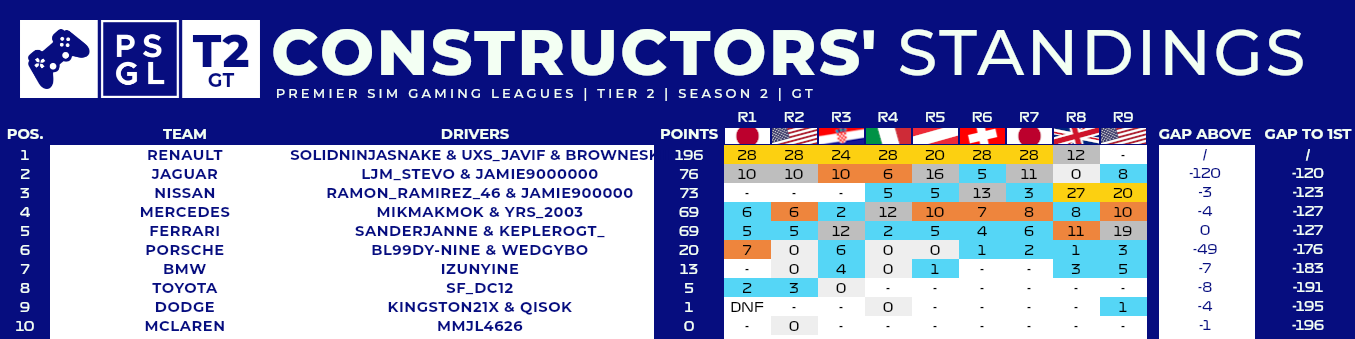 PS GL T2 GT CONSTRUCTORS' STANDINGS
PREMIER SIM GAMING LEAGUES | TIER 2 | SEASON 2 | GT
R1 R2 R3 R4 R5 R6 R7 R8 R9
POS. TEAM DRIVERS POINTS GAP ABOVE GAP TO 1ST
1 RENAULT SOLIDNINJASNAKE & UXS_JAVIF & BROWNESK 196 28 28 24 28 20 28 28 12 - / /
2 JAGUAR LJM_STEVO & JAMIE9000000 76 10 10 10 6 16 5 11 0 8 -120 -120
3 NISSAN RAMON_RAMIREZ_46 & JAMIE900000 73 - - - 5 5 13 3 27 20 -3 -123
4 MERCEDES MIKMAKMOK & YRS_2003 69 6 6 2 12 10 7 8 8 10 -4 -127
5 FERRARI SANDERJANNE & KEPLEROGT_ 69 5 5 12 2 5 4 6 11 19 0 -127
6 PORSCHE BL99DY-NINE & WEDGYBO 20 7 0 6 0 0 1 2 1 3 -49 -176
7 BMW IZUNYINE 13 - 0 4 0 1 - - 3 5 -7 -183
8 TOYOTA SF_DC12 5 2 3 0 - - - - - - -8 -191
9 DODGE KINGSTON21X & QISOK 1 DNF - - 0 - - - - 1 -4 -195
10 MCLAREN MMJL4626 0 - 0 - - - - - - - -1 -196